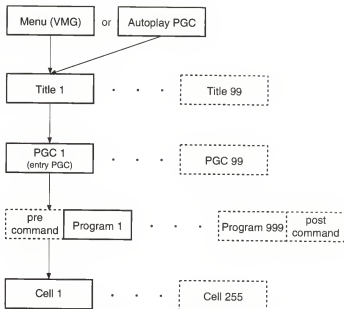 Menu (VMG) or Autoplay PGC
Title 1 . . . Title 99
PGC 1 . . . PGC 99
(entry PGC)
pre command Program 1 . . . Program 999 post command
Cell 1 . . . Cell 255